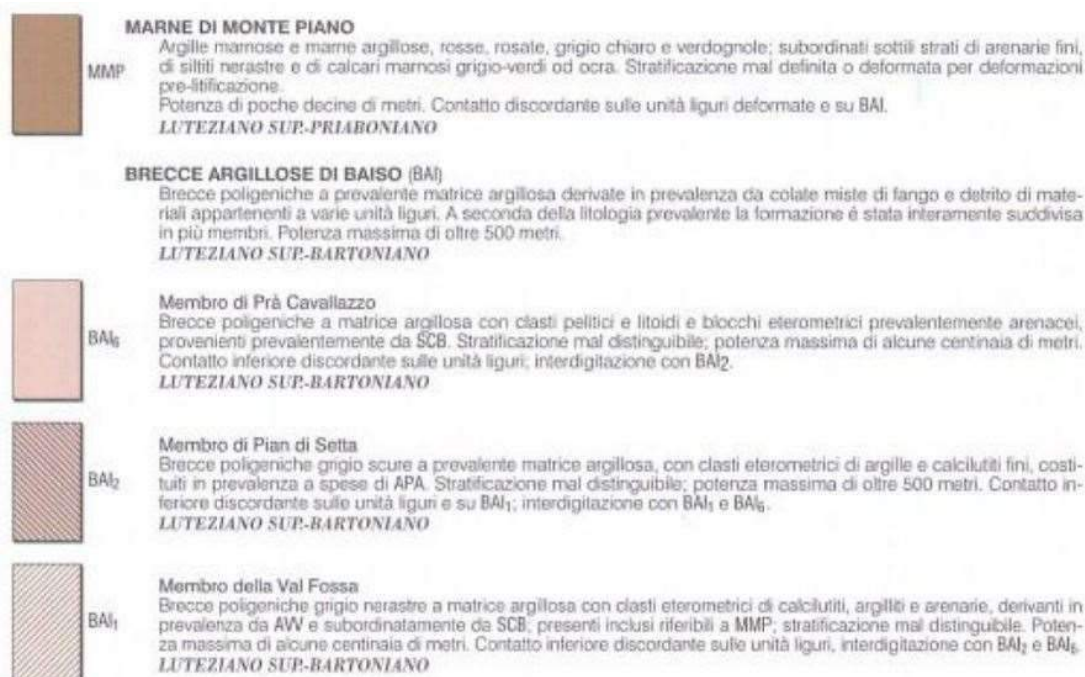 MARNE DI MONTE PIANO
Argille marnose e marne argillose, rosse, rosate, grigio chiaro e verdognole; subordinati sottili strati di arenarie fini,
MMP
di siltiti nerastre e di calcari marnosi grigio-verdi od ocra. Stratificazione mal definita o deformata per deformazioni
pre-litificazione.
Potenza di poche decine di metri. Contatto discordante sulle unità liguri deformate e su BAI.
LUTEZIANO SUP.-PRIABONIANO
BRECCE ARGILLOSE DI BAISO (BAI)
Brecce poligeniche a prevalente matrice argillosa derivate in prevalenza da colate miste di fango e detrito di mate-
riali appartenenti a varie unità liguri. A seconda della litologia prevalente la formazione é stata interamente suddivisa
in più membri. Potenza massima di oltre 500 metri.
LUTEZIANO SUP.-BARTONIANO
Membro di Prà Cavallazzo
Brecce poligeniche a matrice argillosa con clasti pelitici e litoidi e blocchi eterometrici prevalentemente arenacei,
BAI6
provenienti prevalentemente da SCB. Stratificazione mal distinguibile; potenza massima di alcune centinaia di metri.
Contatto inferiore discordante sulle unità liguri; interdigitazione con BAI2.
LUTEZIANO SUP.-BARTONIANO
Membro di Pian di Setta
Brecce poligeniche grigio scure a prevalente matrice argillosa, con clasti eterometrici di argille e calcilutiti fini, costi-
BAI2
tuiti in prevalenza a spese di APA. Stratificazione mal distinguibile; potenza massima di oltre 500 metri. Contatto in-
feriore discordante sulle unità liguri e su BAI1; interdigitazione con BAI1 e BAI6.
LUTEZIANO SUP.-BARTONIANO
Membro della Val Fossa
Brecce poligeniche grigio nerastre a matrice argillosa con clasti eterometrici di calcilutiti, argilliti e arenarie, derivanti in
BAI1
prevalenza da AVV e subordinatamente da SCB; presenti inclusi riferibili a MMP; stratificazione mal distinguibile. Poten-
za massima di alcune centinaia di metri. Contatto inferiore discordante sulle unità liguri, interdigitazione con BAI2 e BAI6.
LUTEZIANO SUP.-BARTONIANO